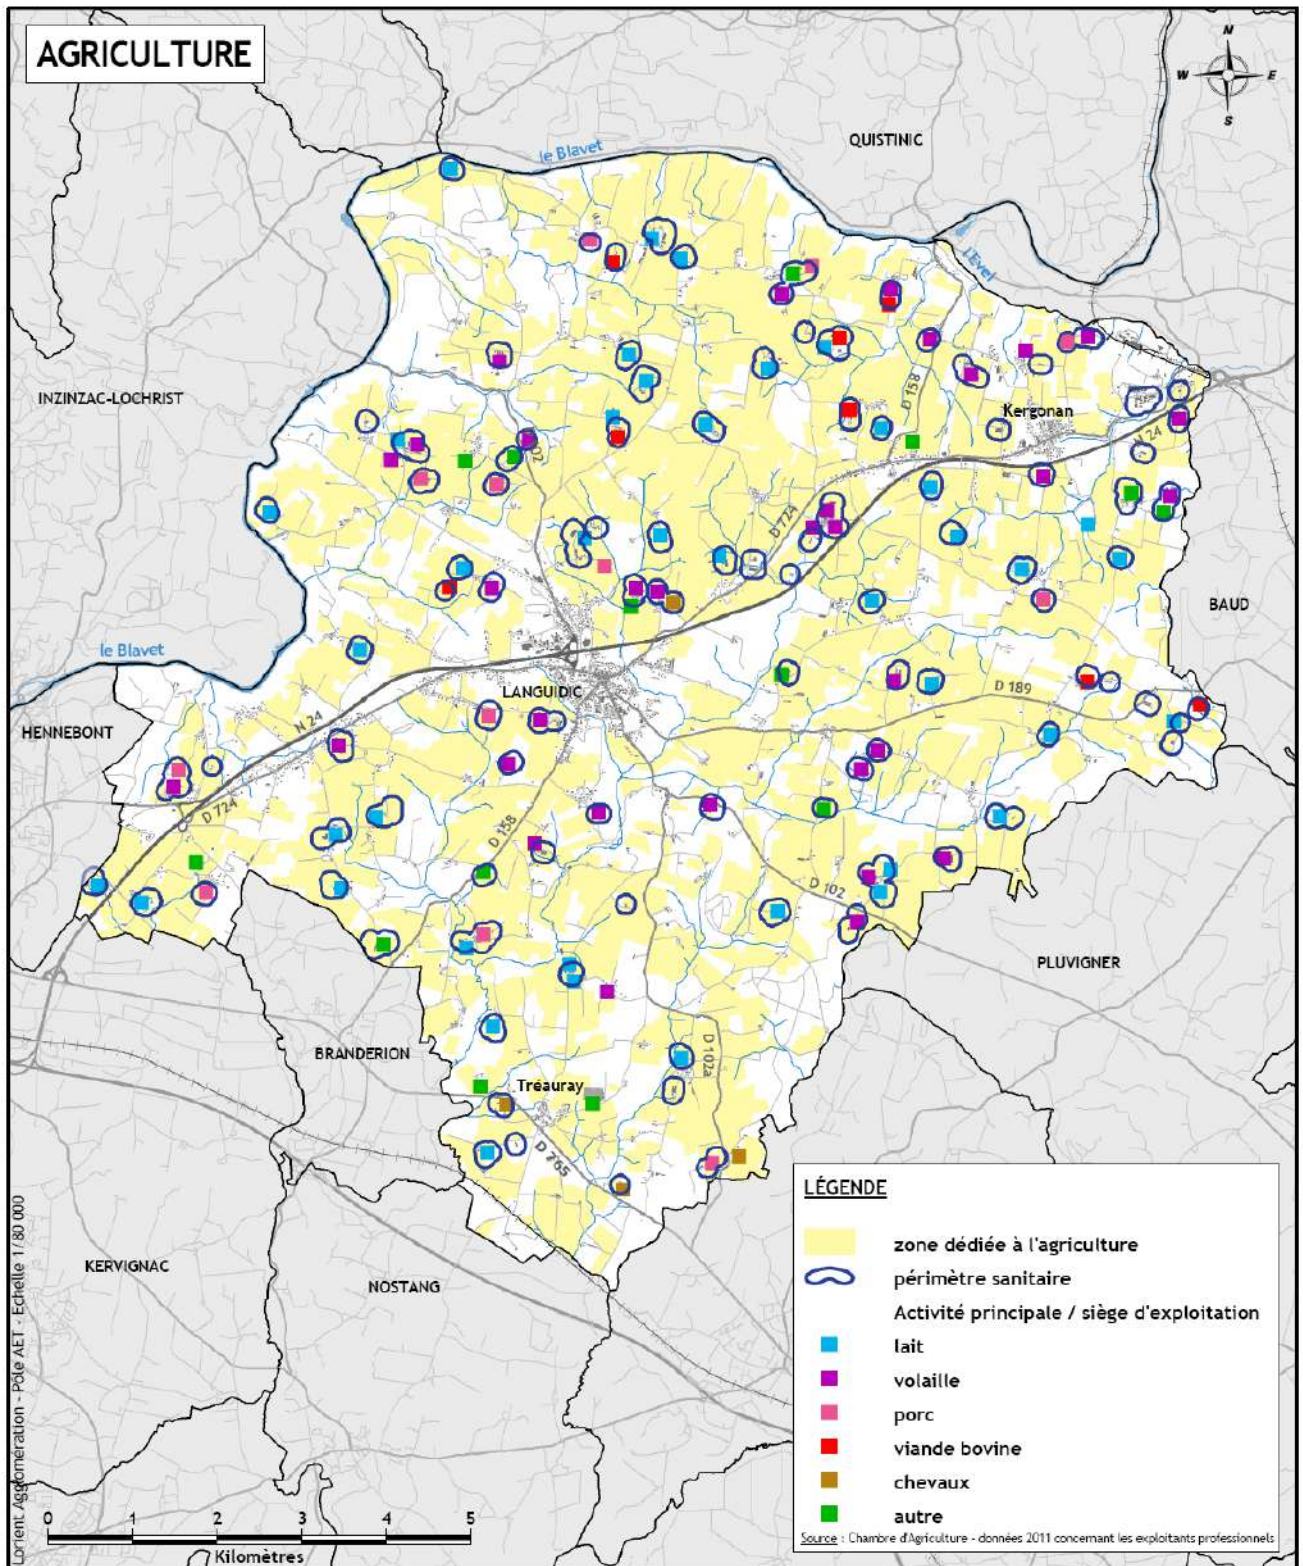 AGRICULTURE
N
W E
S
QUISTINIC
le Blavet
l'Evel
INZINZAC-LOCHRIST
D 158
Kergonan
N 24
D 724
BAUD
le Blavet
LANGUIDIC
D 189
HENNEBONT
N 24
D 724
D 158
D 102
PLUVIGNER
BRANDERION
D 102a
Tréauray
D 765
KERVIGNAC
NOSTANG
LÉGENDE
zone dédiée à l'agriculture
périmètre sanitaire
Activité principale / siège d'exploitation
lait
volaille
porc
viande bovine
chevaux
autre
Source : Chambre d'Agriculture - données 2011 concernant les exploitants professionnels
Lorient Agglomération - Pôle AET - Echelle 1/80 000
0 1 2 3 4 5
Kilomètres